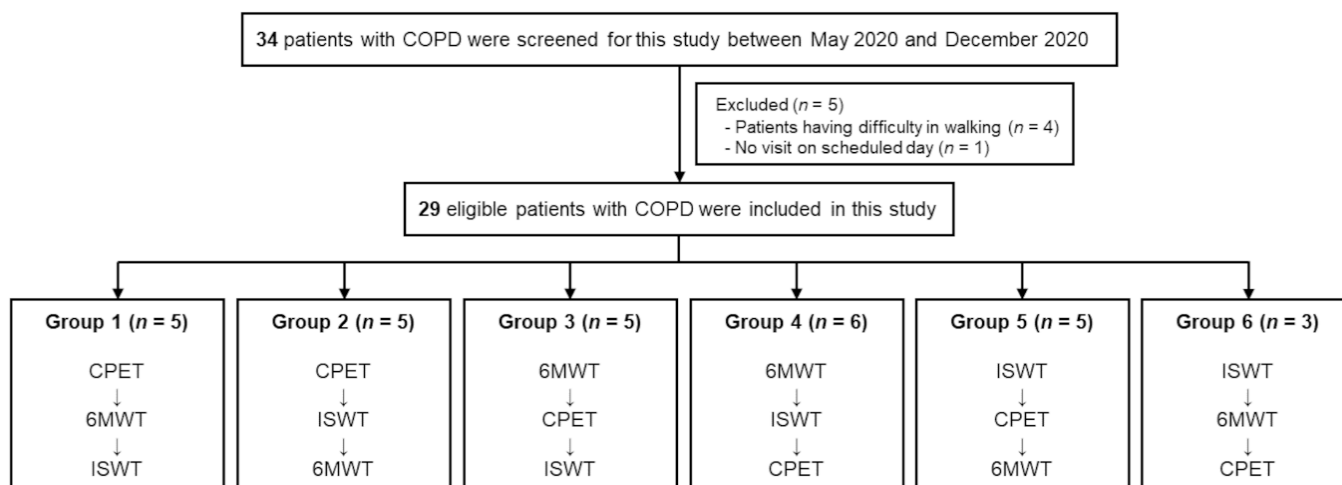 34 patients with COPD were screened for this study between May 2020 and December 2020
Excluded (n = 5)
- Patients having difficulty in walking (n = 4)
- No visit on scheduled day (n = 1)
29 eligible patients with COPD were included in this study
Group 1 (n = 5)
CPET
↓
6MWT
↓
ISWT
Group 2 (n = 5)
CPET
↓
ISWT
↓
6MWT
Group 3 (n = 5)
6MWT
↓
CPET
↓
ISWT
Group 4 (n = 6)
6MWT
↓
ISWT
↓
CPET
Group 5 (n = 5)
ISWT
↓
CPET
↓
6MWT
Group 6 (n = 3)
ISWT
↓
6MWT
↓
CPET